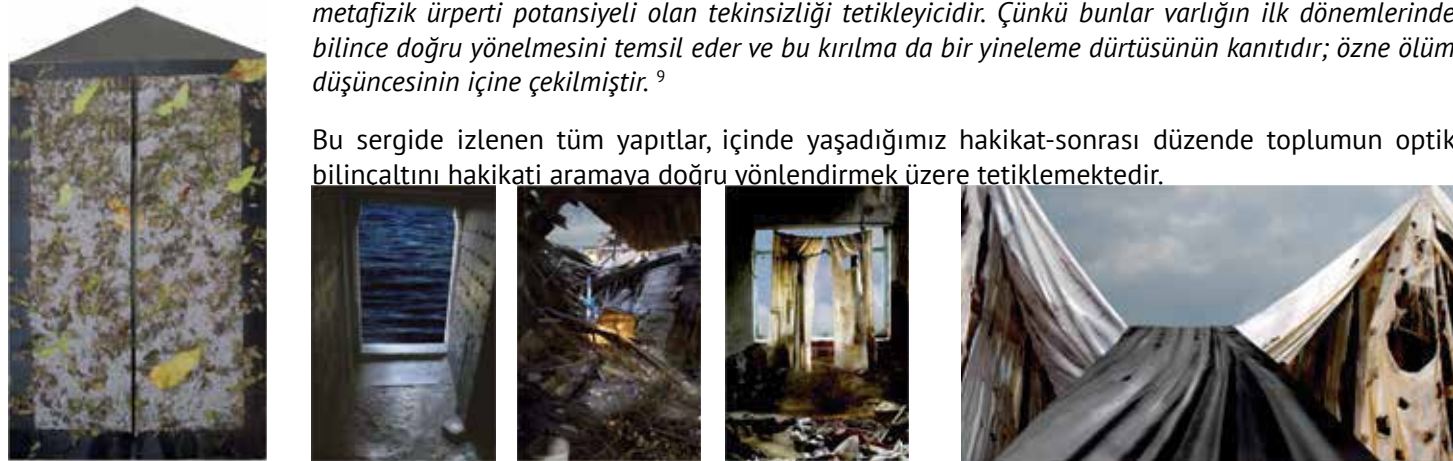 metafizik ürperti potansiyeli olan tekinsizliği tetikleyicidir. Çünkü bunlar varlığın ilk dönemlerinde
bilince doğru yönelmesini temsil eder ve bu kırılma da bir yineleme dürtüsünün kanıtıdır; özne ölüm
düşüncesinin içine çekilmiştir. ⁹
Bu sergide izlenen tüm yapıtlar, içinde yaşadığımız hakikat-sonrası düzende toplumun optik
bilinçaltını hakikati aramaya doğru yönlendirmek üzere tetiklemektedir.